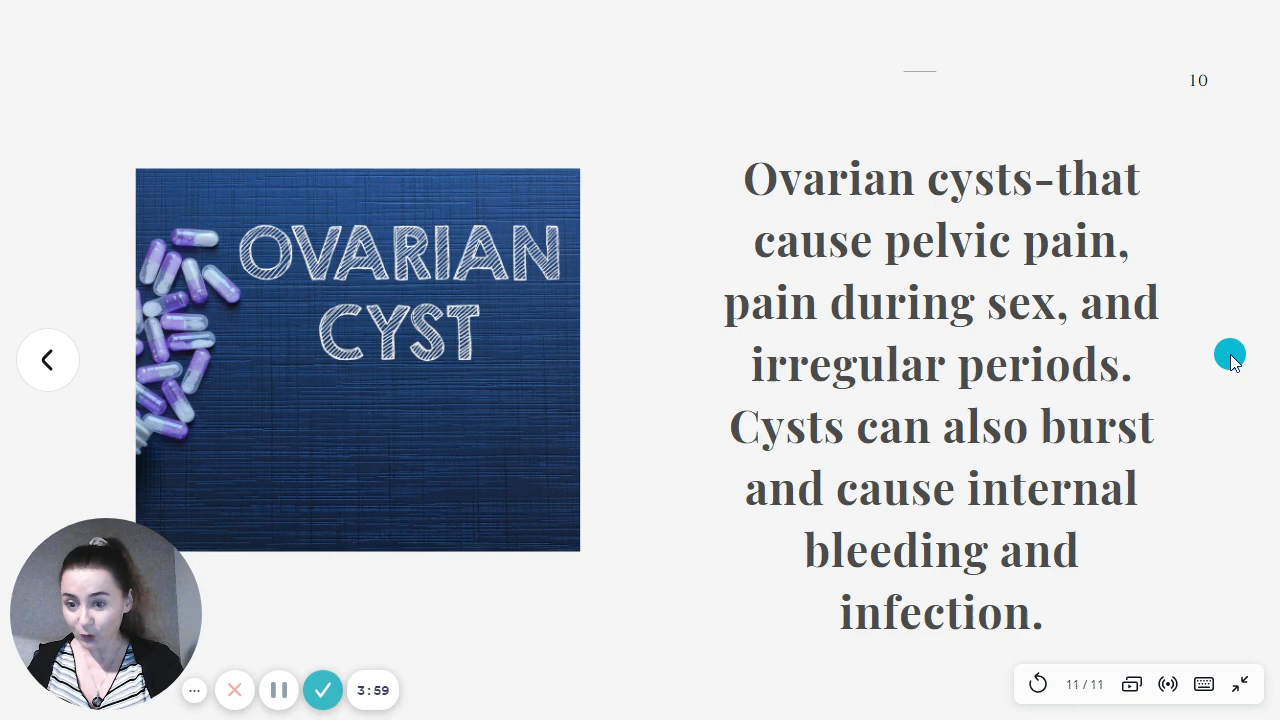 10
OVARIAN
CYST
Ovarian cysts-that
cause pelvic pain,
pain during sex, and
irregular periods.
Cysts can also burst
and cause internal
bleeding and
infection.
3:59
11 / 11